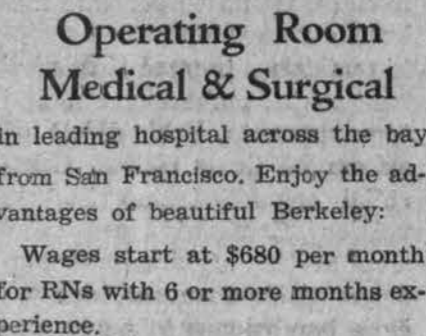 Operating Room
Medical & Surgical
in leading hospital across the bay
from San Francisco. Enjoy the ad-
vantages of beautiful Berkeley:
Wages start at $680 per month
for RNs with 6 or more months ex-
perience.